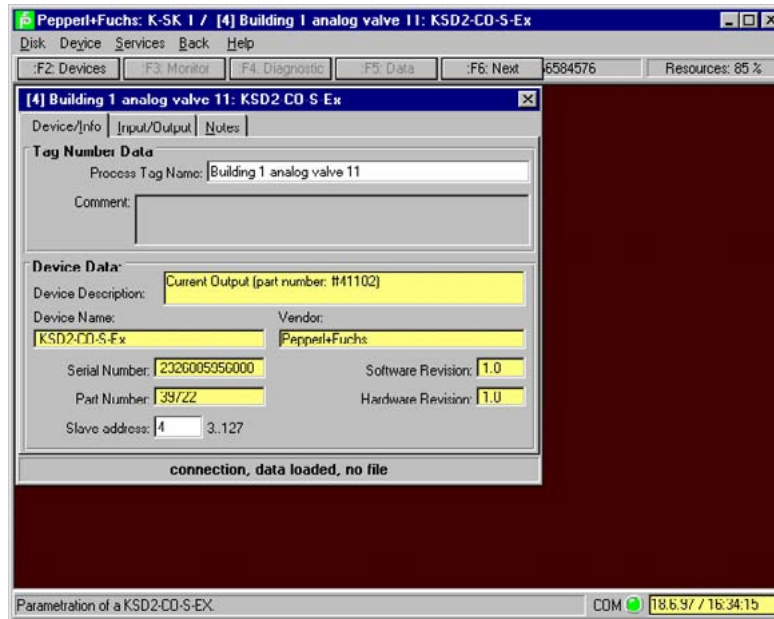 Pepperl+Fuchs: K-SK 1 / [4] Building 1 analog valve 11: KSD2-CO-S-Ex
Disk Device Services Back Help
:F2: Devices :F3: Monitor :F4: Diagnostic :F5: Data :F6: Next 6584576 Resources: 85 %
[4] Building 1 analog valve 11: KSD2-CO-S-Ex
Device/Info Input/Output Notes
Tag Number Data
Process Tag Name: Building 1 analog valve 11
Comment:
Device Data:
Current Output (part number: #41102)
Device Description:
Device Name: Vendor:
KSD2-CO-S-Ex Pepperl+Fuchs
Serial Number: 2326005956000 Software Revision: 1.0
Part Number: 39722 Hardware Revision: 1.0
Slave address: 4 3..127
connection, data loaded, no file
Parametration of a KSD2-CO-S-EX. COM 18.6.97 / 16:34:15